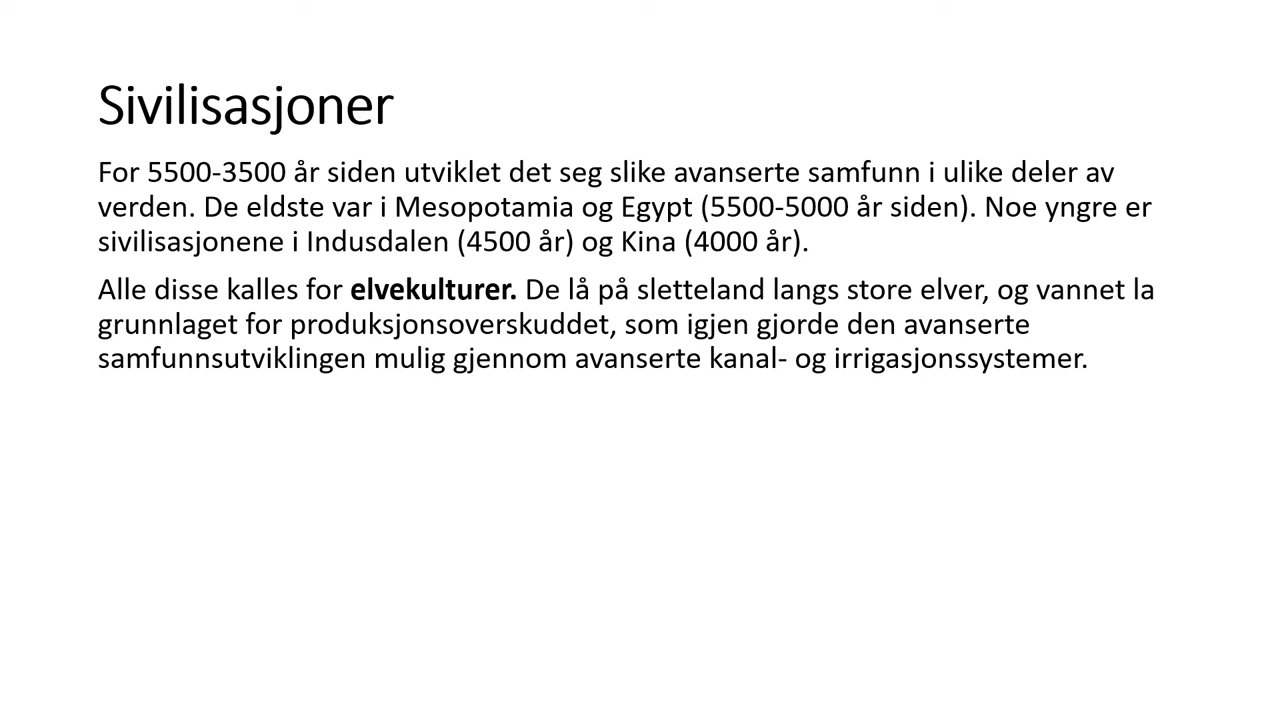 Sivilisasjoner
For 5500-3500 år siden utviklet det seg slike avanserte samfunn i ulike deler av
verden. De eldste var i Mesopotamia og Egypt (5500-5000 år siden). Noe yngre er
sivilisasjonene i Indusdalen (4500 år) og Kina (4000 år).
Alle disse kalles for elvekulturer. De lå på sletteland langs store elver, og vannet la
grunnlaget for produksjonsoverskuddet, som igjen gjorde den avanserte
samfunnsutviklingen mulig gjennom avanserte kanal- og irrigasjonssystemer.